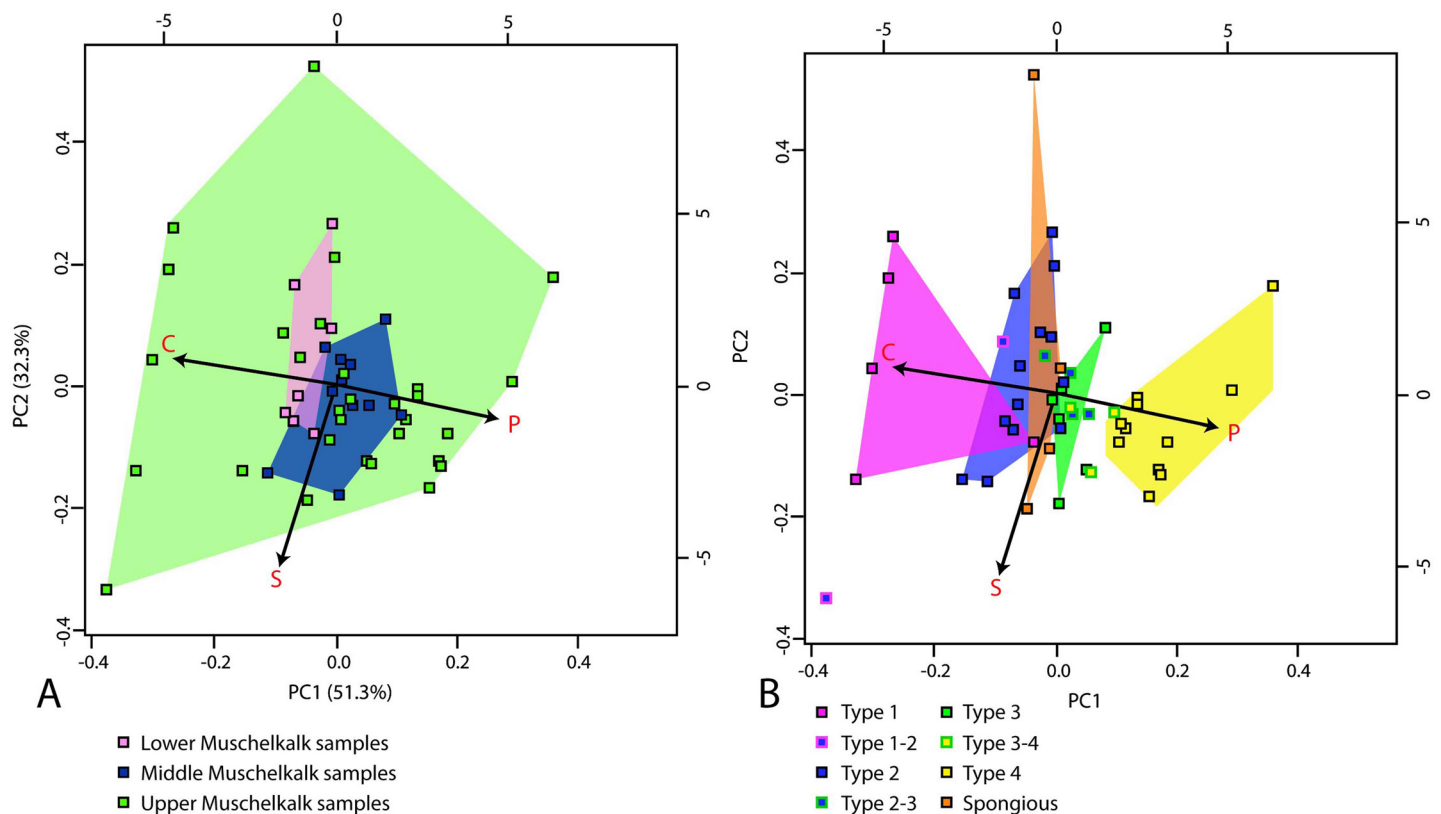 -5 0 5
0.4
0.2
0.0
-0.2
-0.4
PC2 (32.3%)
5
0
-5
C
P
S
-0.4 -0.2 0.0 0.2 0.4
PC1 (51.3%)
A
Lower Muschelkalk samples
Middle Muschelkalk samples
Upper Muschelkalk samples
-5 0 5
0.4
0.2
0.0
-0.2
-0.4
PC2
5
0
-5
C
P
S
-0.4 -0.2 0.0 0.2 0.4
PC1
B
Type 1
Type 1-2
Type 2
Type 2-3
Type 3
Type 3-4
Type 4
Spongious